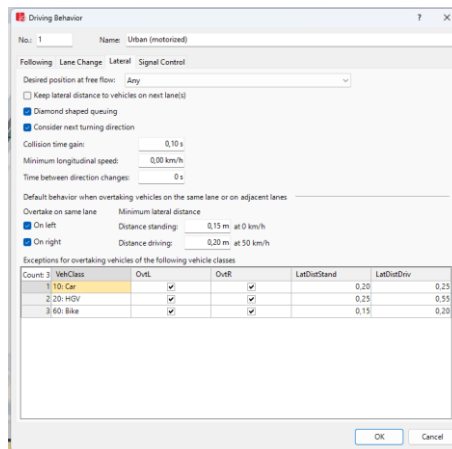 Driving Behavior ? ×
No.: 1 Name: Urban (motorized)
Following Lane Change Lateral Signal Control
Desired position at free flow: Any
Keep lateral distance to vehicles on next lane(s)
Diamond shaped queuing
Consider next turning direction
Collision time gain: 0,10 s
Minimum longitudinal speed: 0,00 km/h
Time between direction changes: 0 s
Default behavior when overtaking vehicles on the same lane or on adjacent lanes
Overtake on same lane Minimum lateral distance
On left Distance standing: 0,15 m at 0 km/h
On right Distance driving: 0,20 m at 50 km/h
Exceptions for overtaking vehicles of the following vehicle classes
Count: 3 VehClass OvtL OvtR LatDistStand LatDistDriv
1 10: Car 0,20 0,25
2 20: HGV 0,25 0,55
3 60: Bike 0,15 0,20
OK Cancel